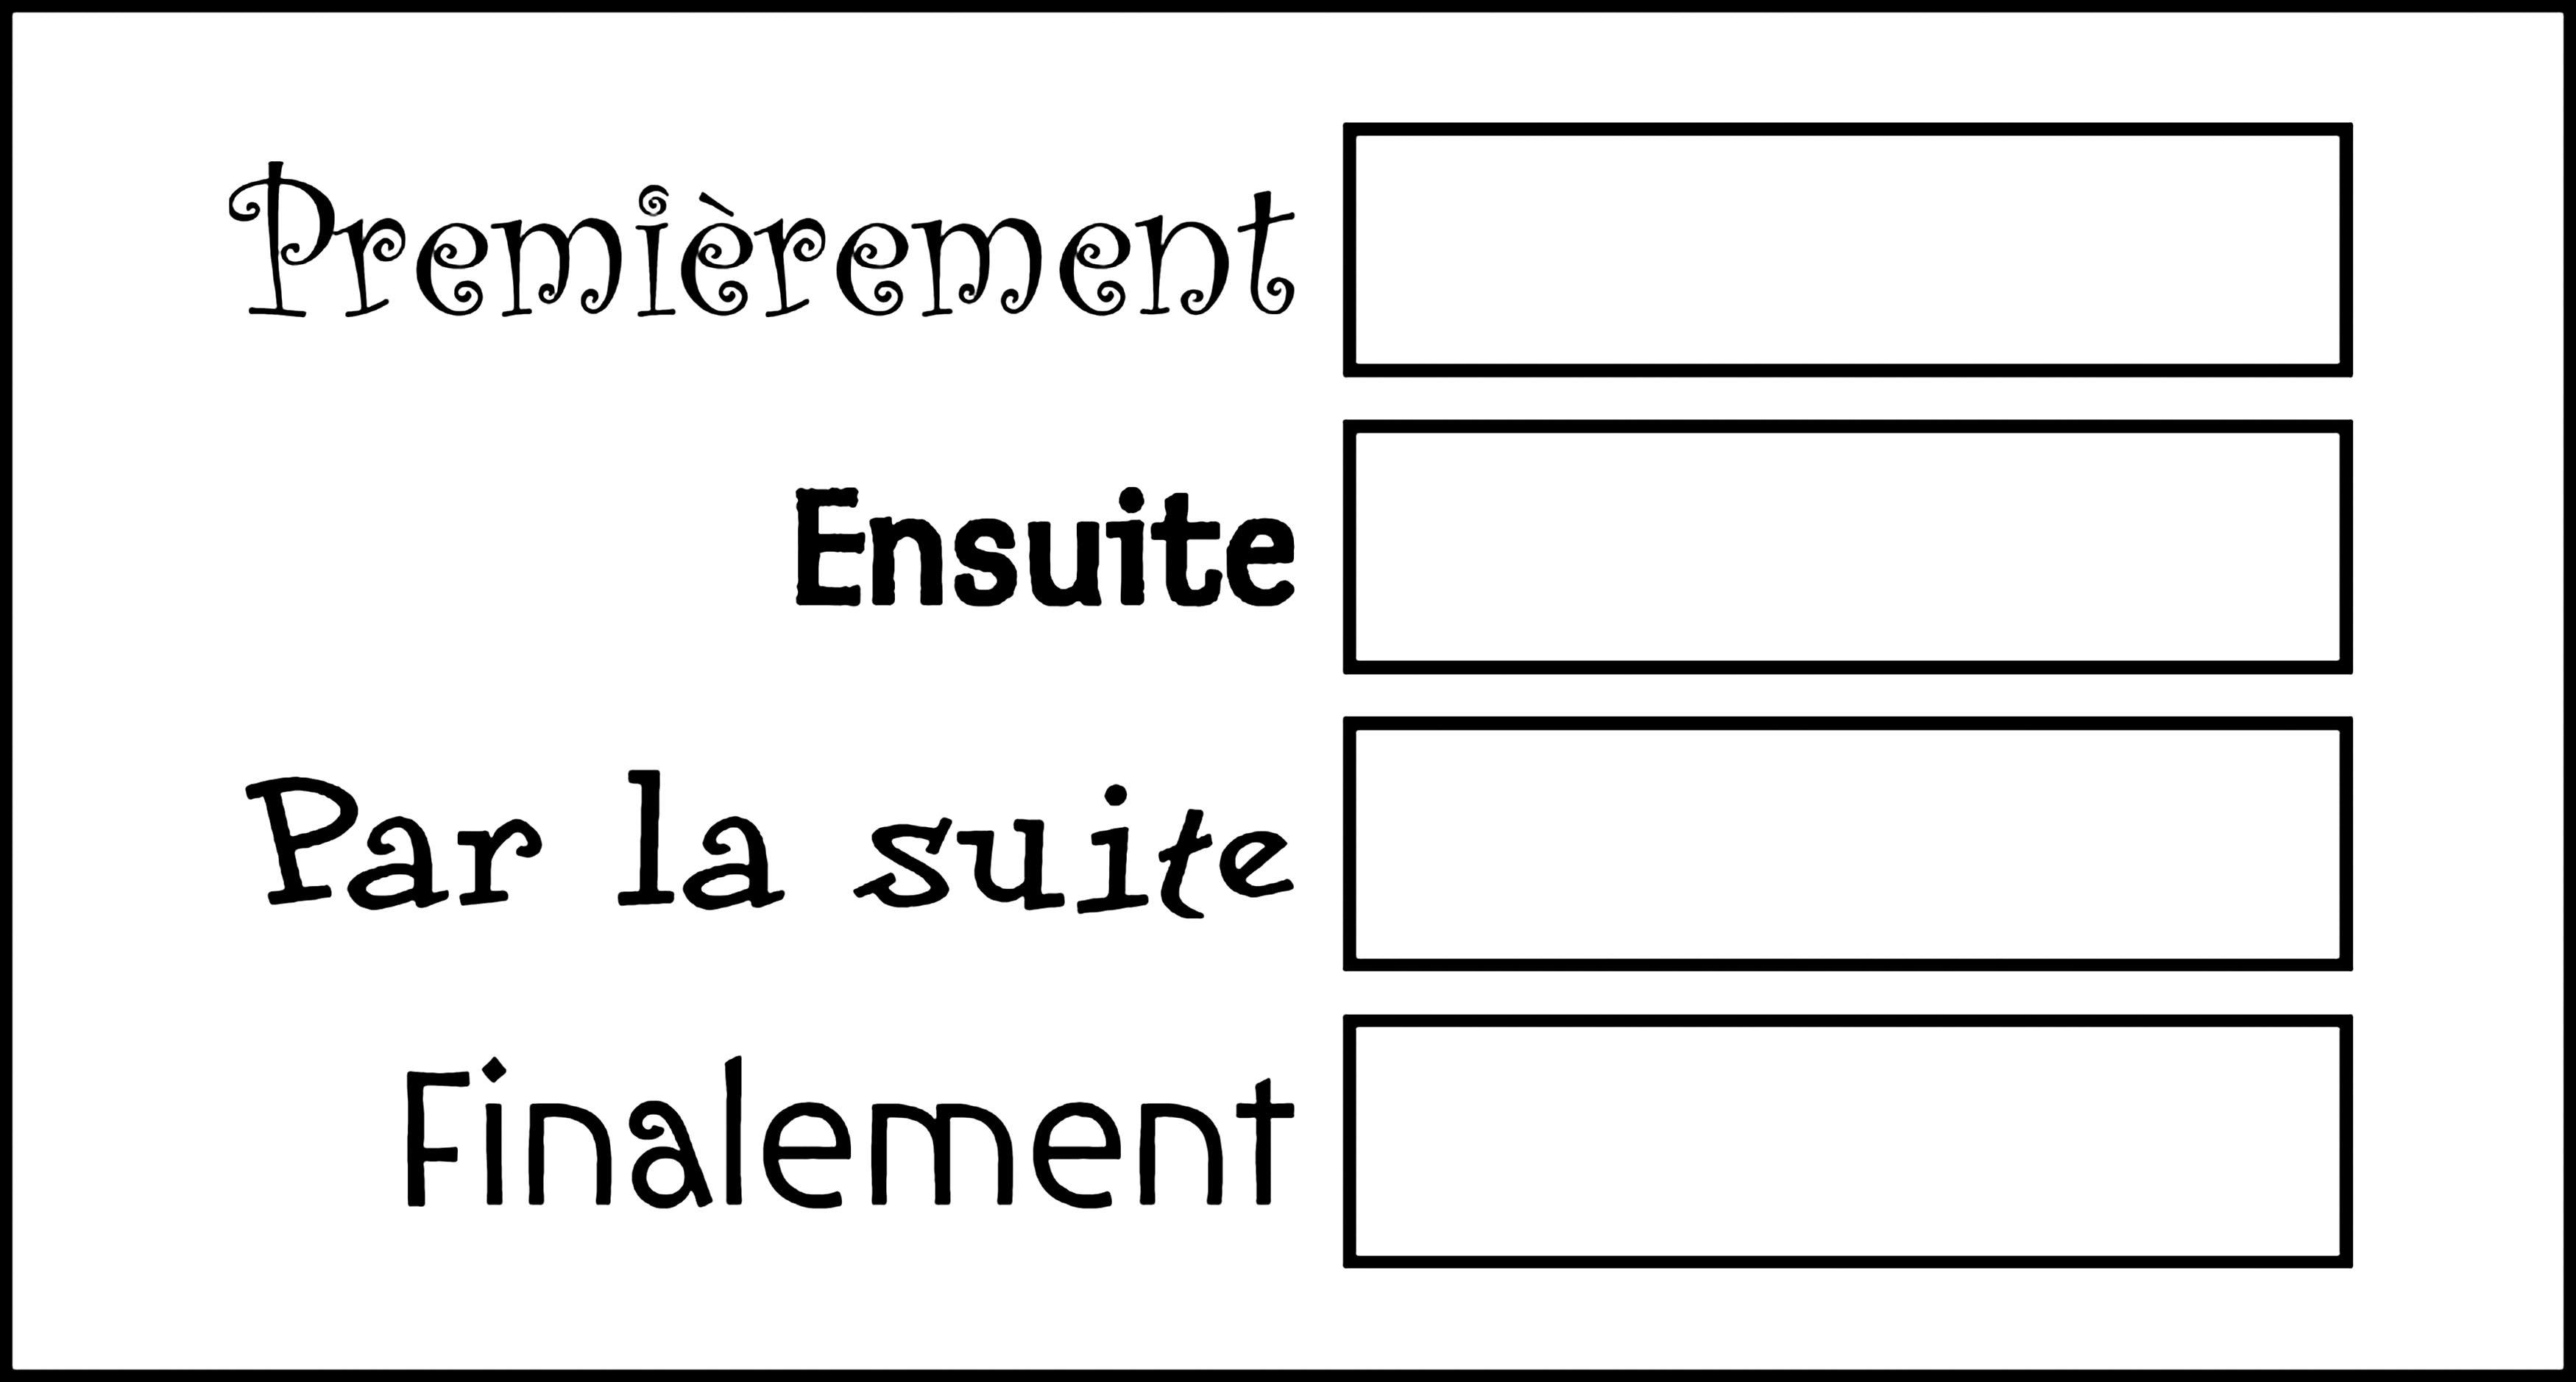 Premièrement
Ensuite
Par la suite
Finalement